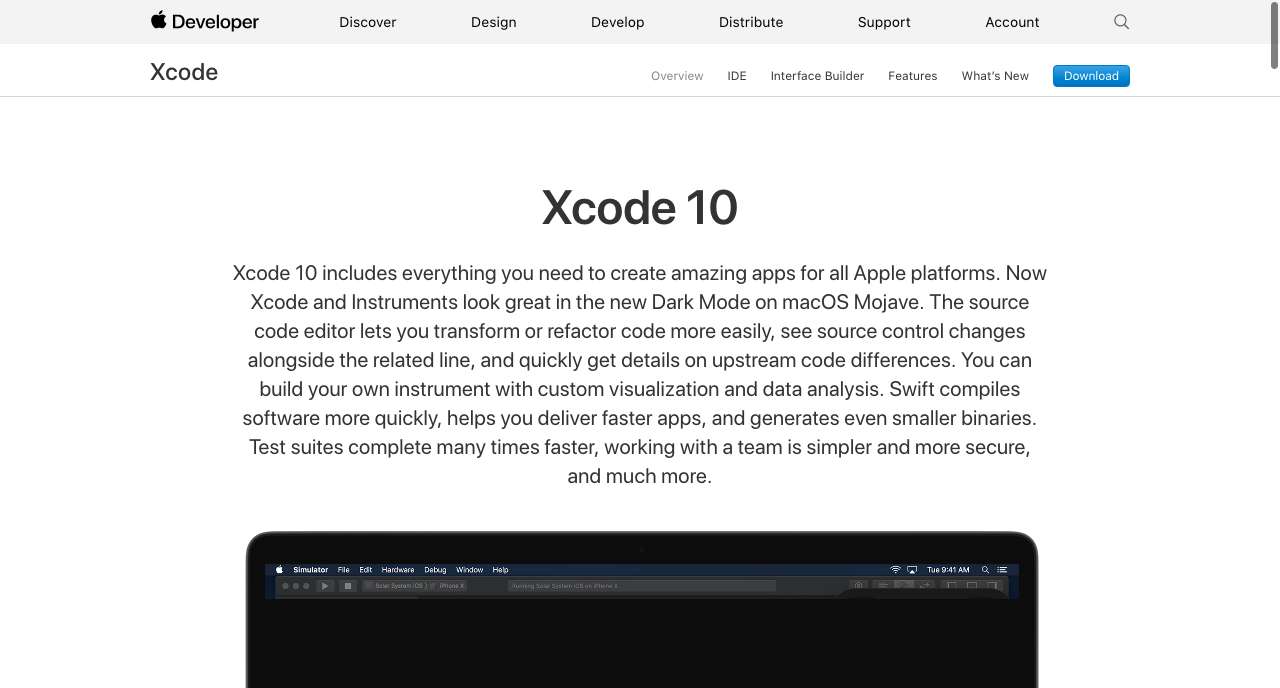 Developer
Discover
Design
Develop
Distribute
Support
Account
Xcode
Overview
IDE
Interface Builder
Features
What's New
Download
Xcode 10
Xcode 10 includes everything you need to create amazing apps for all Apple platforms. Now
Xcode and Instruments look great in the new Dark Mode on macOS Mojave. The source
code editor lets you transform or refactor code more easily, see source control changes
alongside the related line, and quickly get details on upstream code differences. You can
build your own instrument with custom visualization and data analysis. Swift compiles
software more quickly, helps you deliver faster apps, and generates even smaller binaries.
Test suites complete many times faster, working with a team is simpler and more secure,
and much more.
Simulator File Edit Hardware Debug Window Help Tue 9:41 AM
Solar System iOS iPhone X Running Solar System iOS on iPhone X